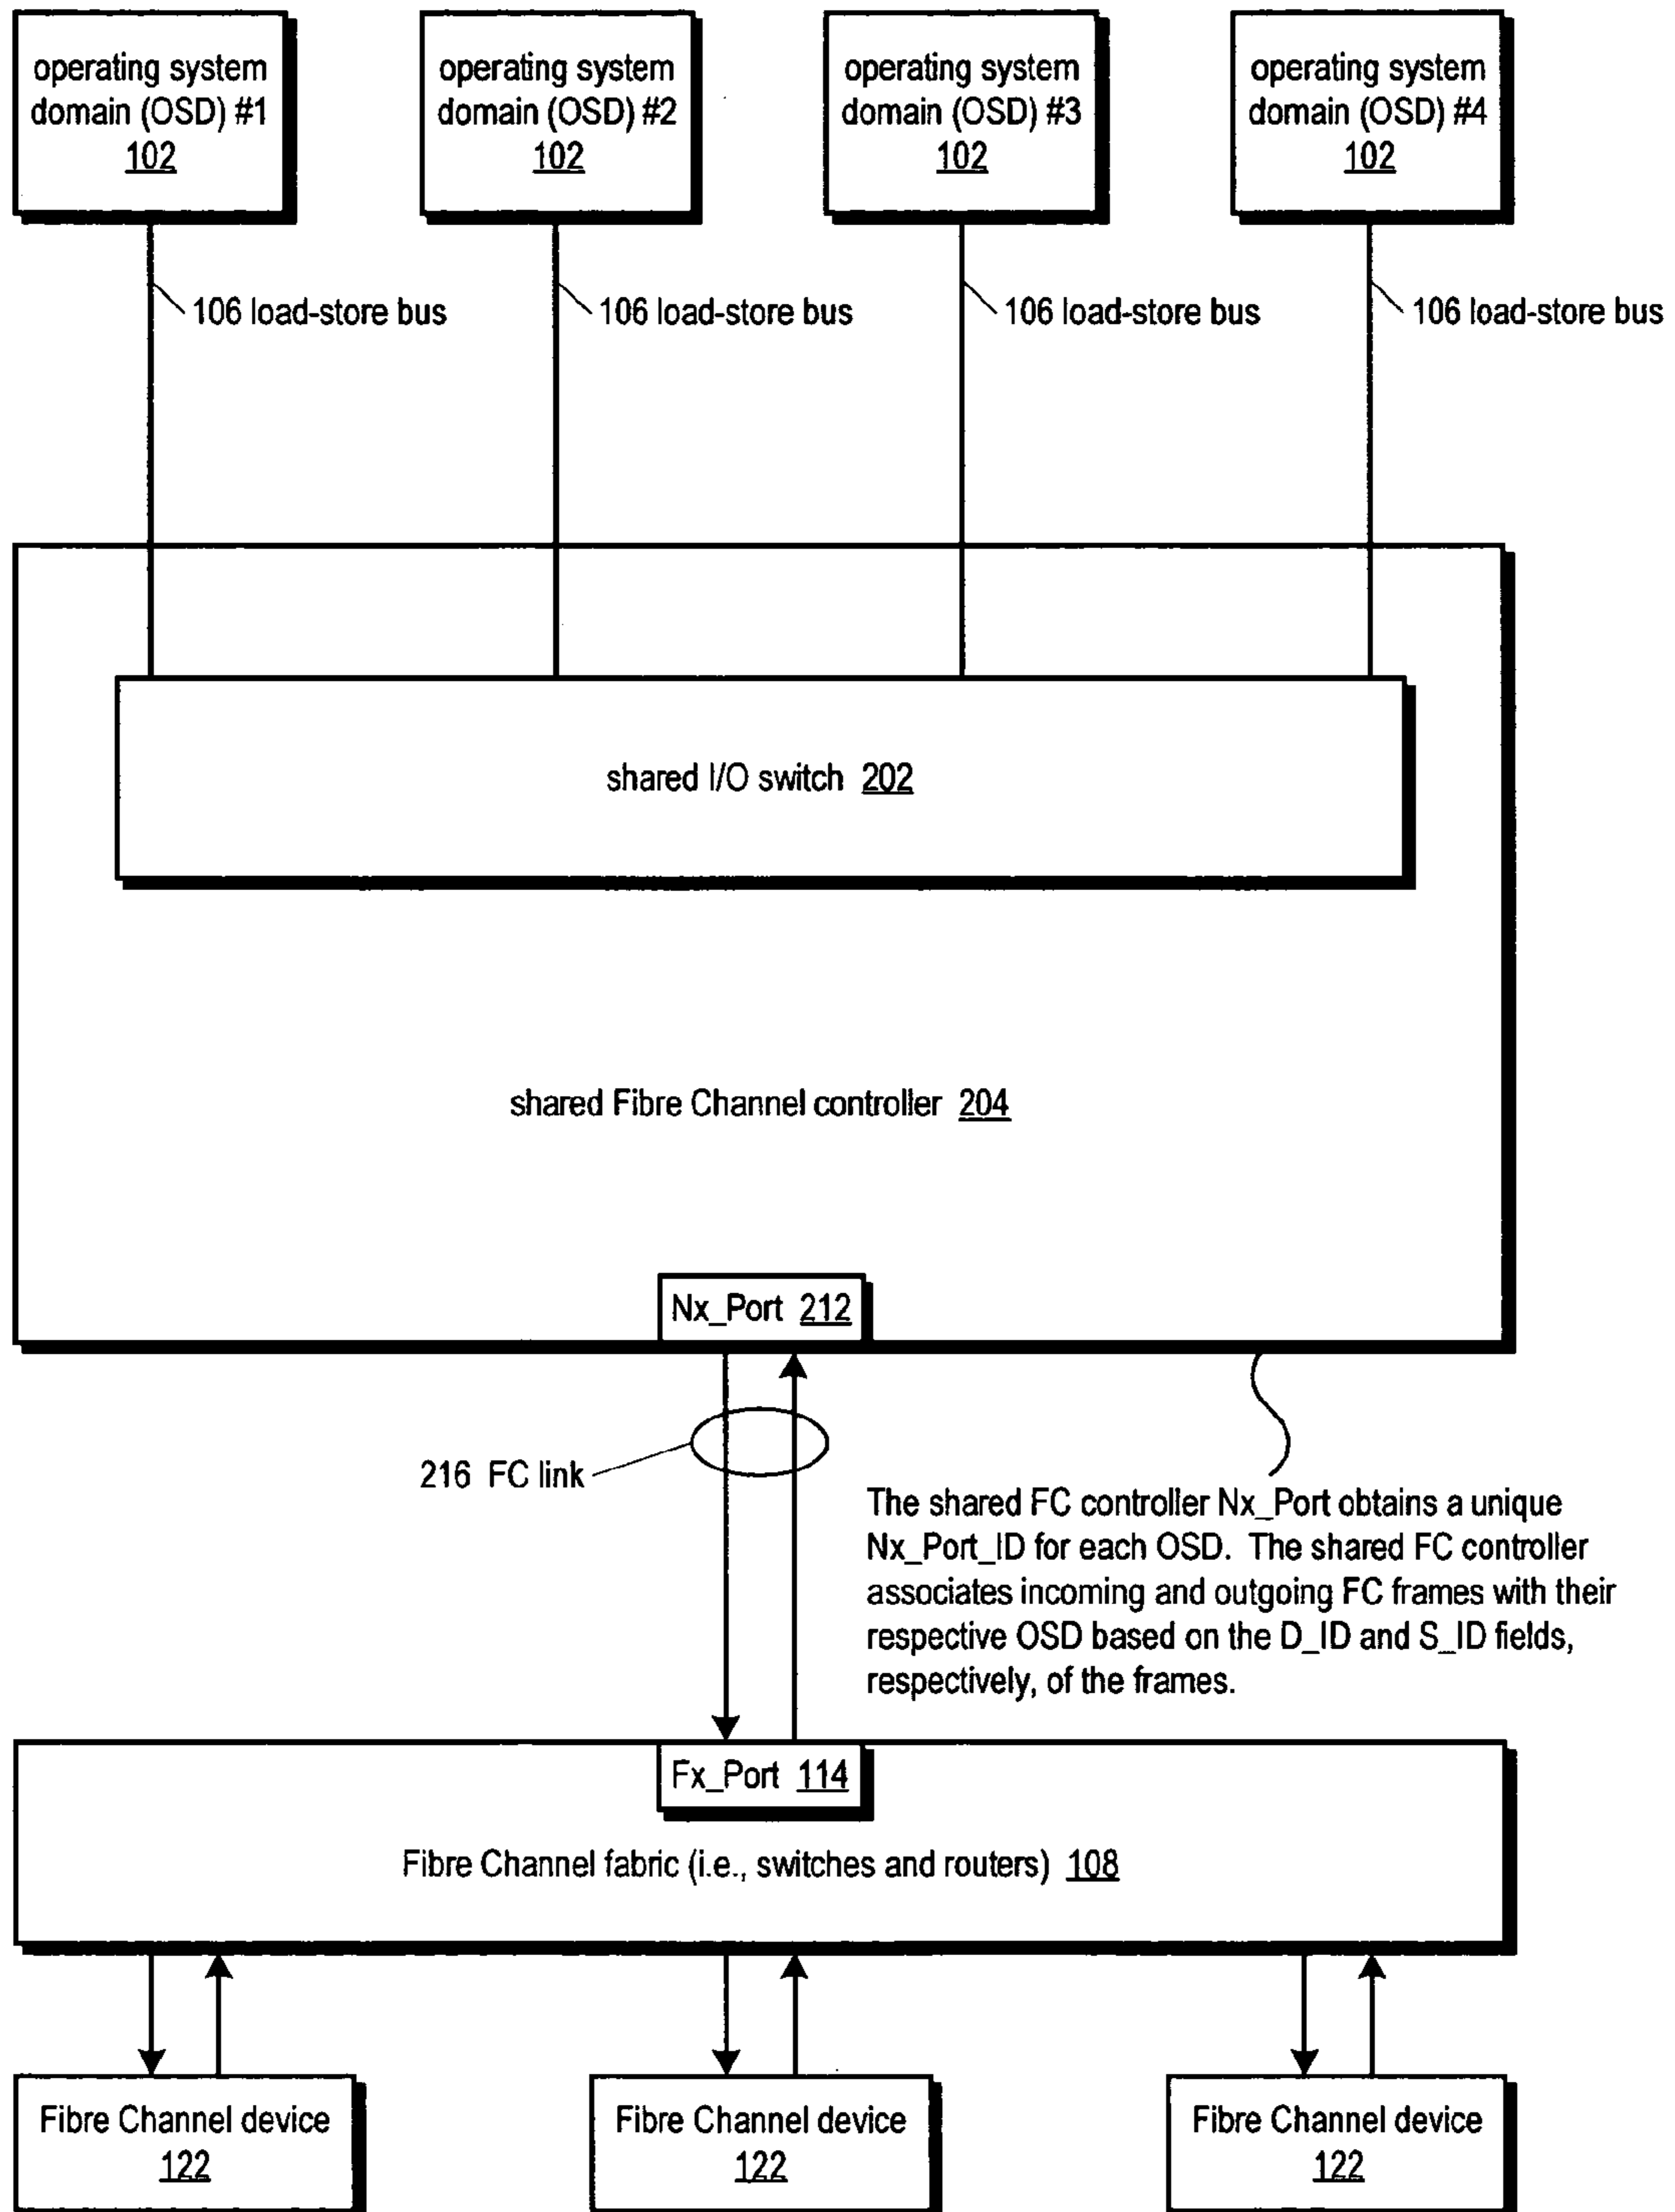 operating system
domain (OSD) #1
102
operating system
domain (OSD) #2
102
operating system
domain (OSD) #3
102
operating system
domain (OSD) #4
102
106 load-store bus
106 load-store bus
106 load-store bus
106 load-store bus
shared I/O switch 202
shared Fibre Channel controller 204
Nx_Port 212
216 FC link
The shared FC controller Nx_Port obtains a unique
Nx_Port_ID for each OSD. The shared FC controller
associates incoming and outgoing FC frames with their
respective OSD based on the D_ID and S_ID fields,
respectively, of the frames.
Fx_Port 114
Fibre Channel fabric (i.e., switches and routers) 108
Fibre Channel device
122
Fibre Channel device
122
Fibre Channel device
122